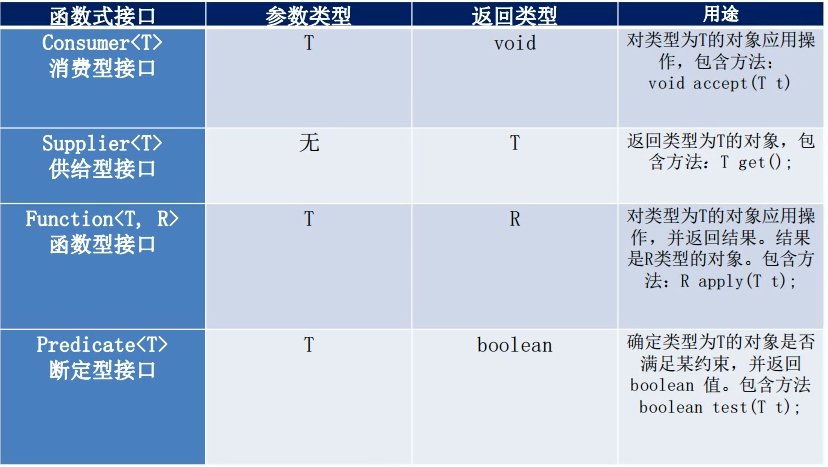 函数式接口 参数类型 返回类型 用途
Consumer<T>
消费型接口
T
void
对类型为T的对象应用操
作，包含方法：
void accept(T t)
Supplier<T>
供给型接口
无
T
返回类型为T的对象，包
含方法：T get();
Function<T, R>
函数型接口
T
R
对类型为T的对象应用操
作，并返回结果。结果
是R类型的对象。包含方
法：R apply(T t);
Predicate<T>
断定型接口
T
boolean
确定类型为T的对象是否
满足某约束，并返回
boolean 值。包含方法
boolean test(T t);